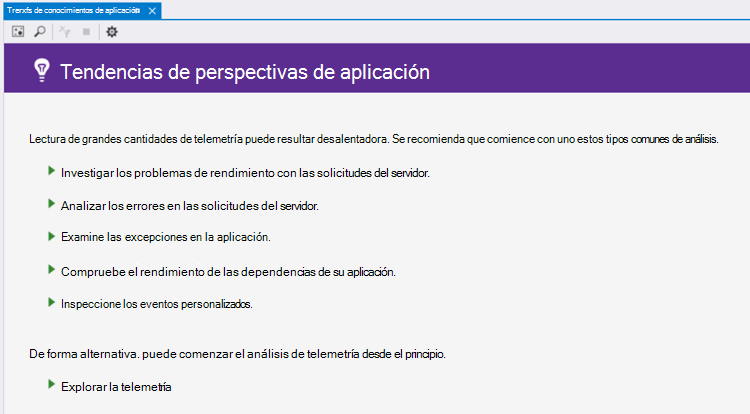 Trerxfs de conocimientos de aplicación
Tendencias de perspectivas de aplicación
Lectura de grandes cantidades de telemetría puede resultar desalentadora. Se recomienda que comience con uno estos tipos comunes de análisis.
Investigar los problemas de rendimiento con las solicitudes del servidor.
Analizar los errores en las solicitudes del servidor.
Examine las excepciones en la aplicación.
Compruebe el rendimiento de las dependencias de su aplicación.
Inspeccione los eventos personalizados.
De forma alternativa. puede comenzar el análisis de telemetría desde el principio.
Explorar la telemetría